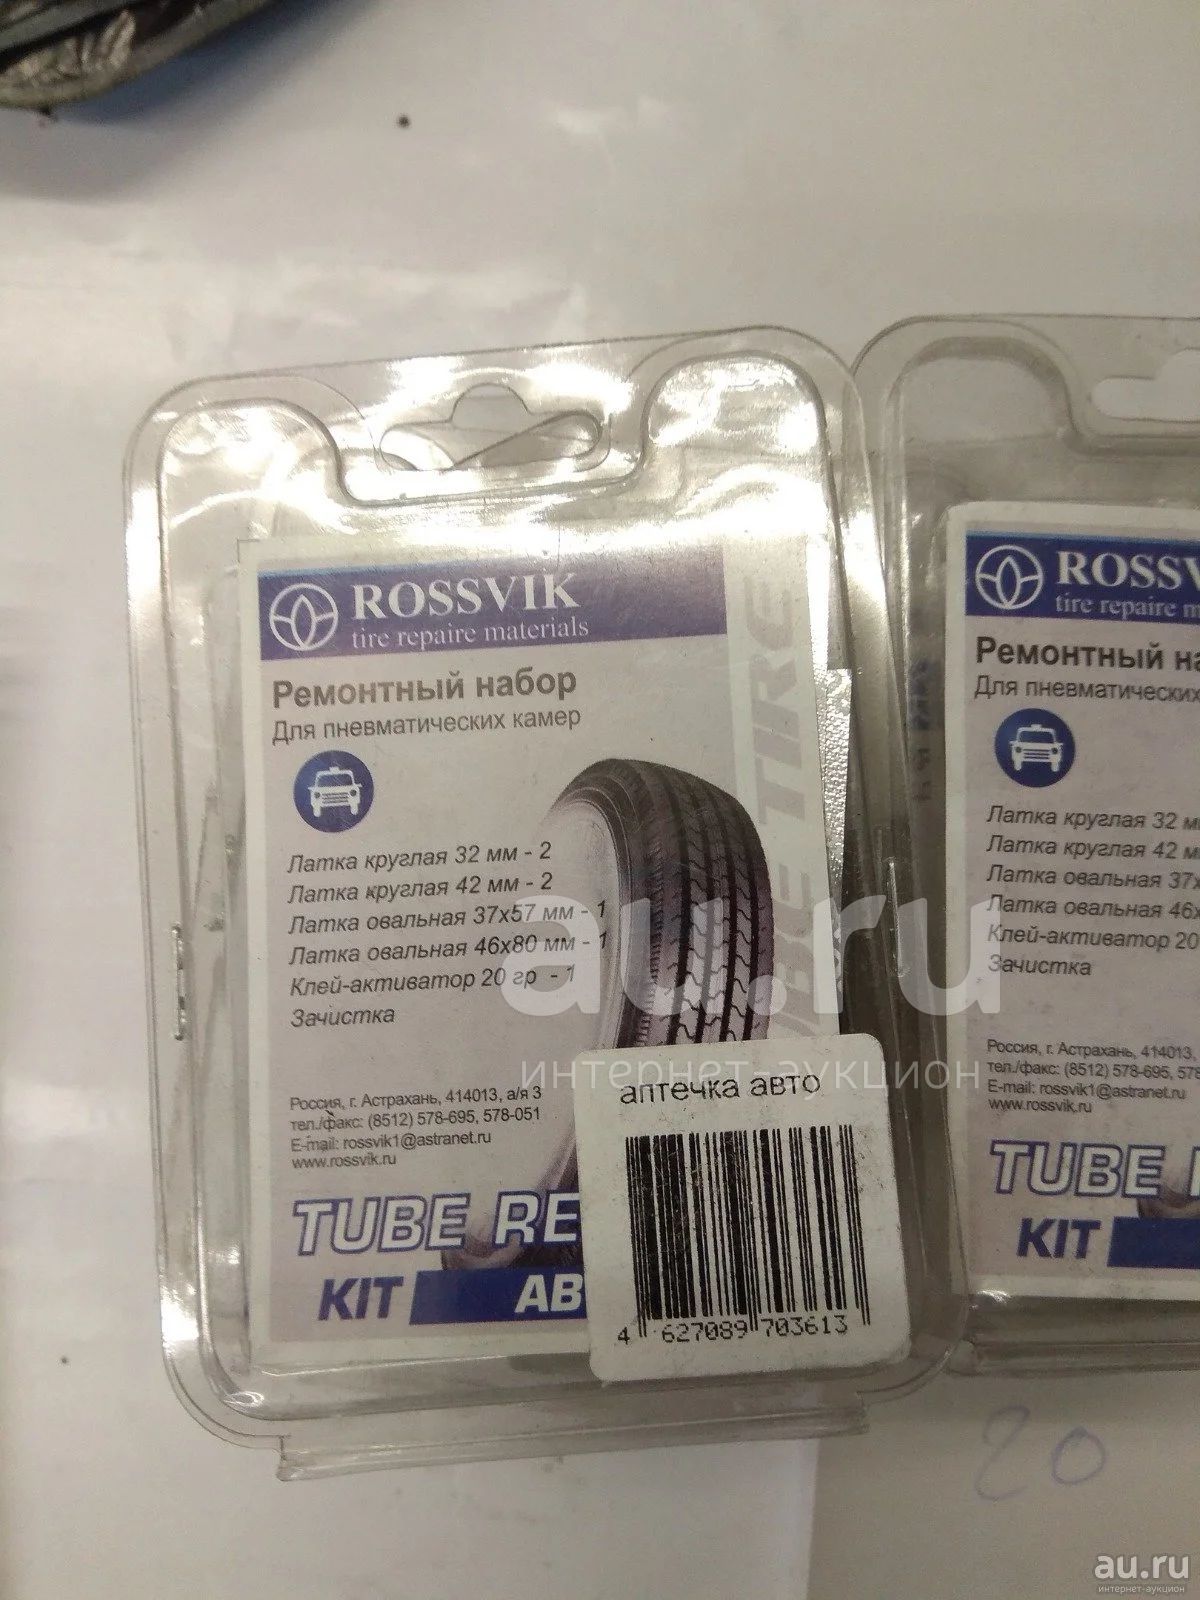 ROSSVIK
tire repaire materials
Ремонтный набор
Для пневматических камер
Латка круглая 32 мм - 2
Латка круглая 42 мм - 2
Латка овальная 37х57 мм - 1
Латка овальная 46х80 мм - 1
Клей-активатор 20 гр - 1
Зачистка
Россия, г. Астрахань, 414013, а/я 3
тел./факс: (8512) 578-695, 578-051
E-mail: rossvik1@astranet.ru
www.rossvik.ru
TUBE RE
KIT АВ
TUBE TIRE
аптечка авто
4 627089 703613
ROSSV
tire repaire m
Ремонтный на
Для пневматических
Латка круглая 32 м
Латка круглая 42 м
Латка овальная 37х
Латка овальная 46х
Клей-активатор 20
Зачистка
Россия, г. Астрахань, 414013,
тел./факс: (8512) 578-695, 578
E-mail: rossvik1@astranet.ru
www.rossvik.ru
TUBE
KIT
20
au.ru
интернет-аукцион
au.ru
интернет-аукцион